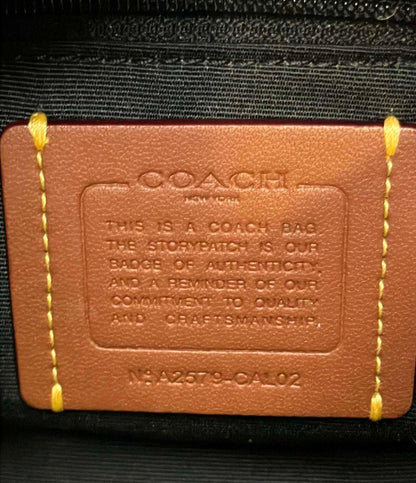 COACH
NEW YORK
THIS IS A COACH BAG.
THE STORYPATCH IS OUR
BADGE OF AUTHENTICITY,
AND A REMINDER OF OUR
COMMITMENT TO QUALITY
AND CRAFTSMANSHIP.
Nº A2579-CAL02